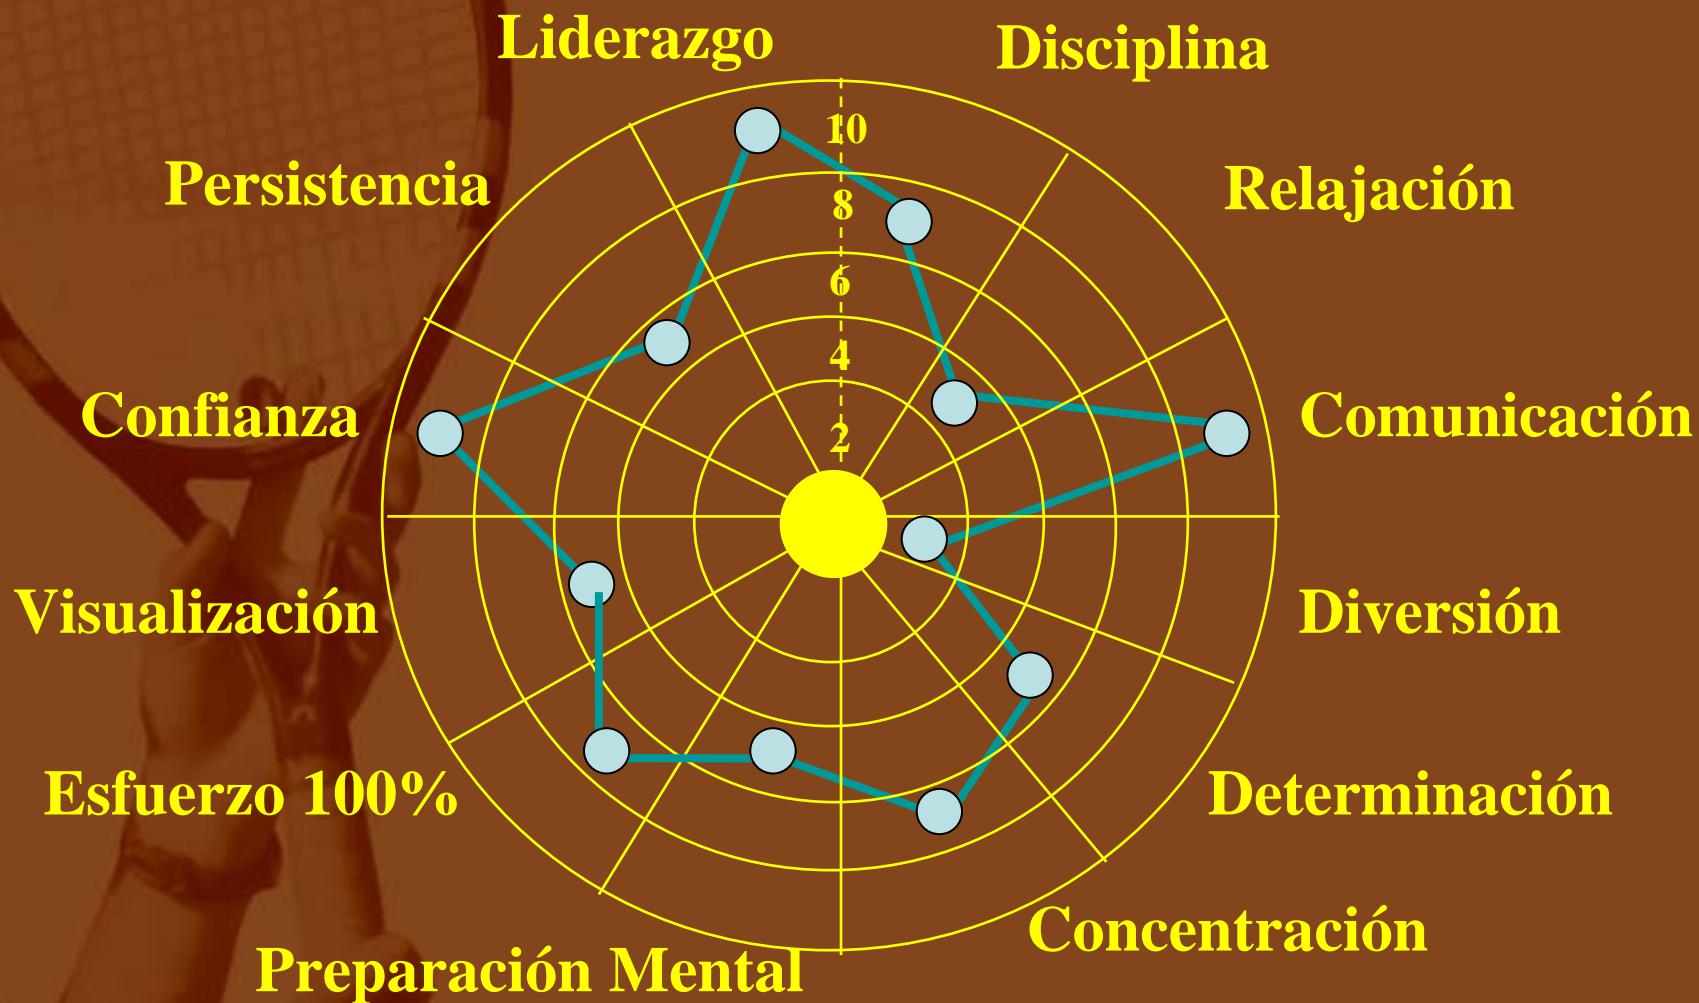 Liderazgo
Disciplina
10
Persistencia
Relajación
8
6
4
Confianza
Comunicación
2
Visualización
Diversión
Esfuerzo 100%
Determinación
Concentración
Preparación Mental